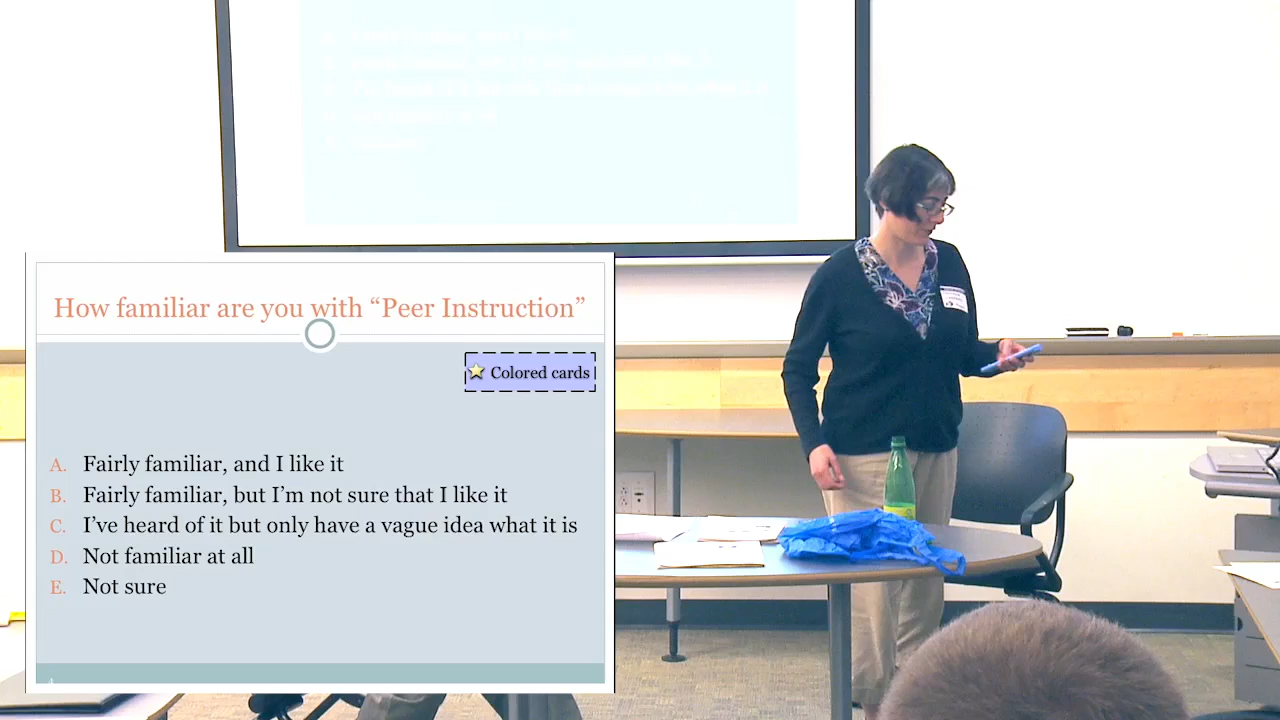 How familiar are you with “Peer Instruction”
Colored cards
A. Fairly familiar, and I like it
B. Fairly familiar, but I’m not sure that I like it
C. I’ve heard of it but only have a vague idea what it is
D. Not familiar at all
E. Not sure
4